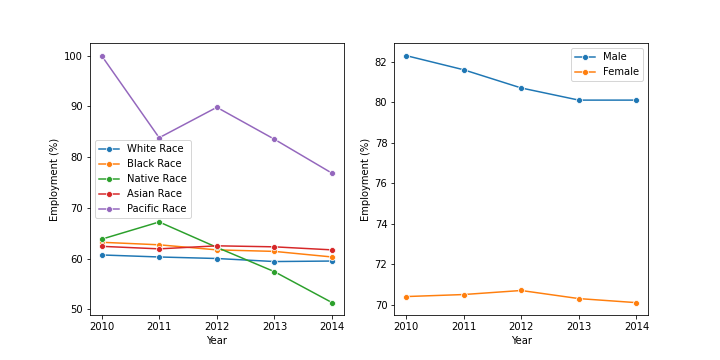 100
90
80
70
60
50
Employment (%)
White Race
Black Race
Native Race
Asian Race
Pacific Race
2010 2011 2012 2013 2014
Year
82
80
78
76
74
72
70
Employment (%)
Male
Female
2010 2011 2012 2013 2014
Year